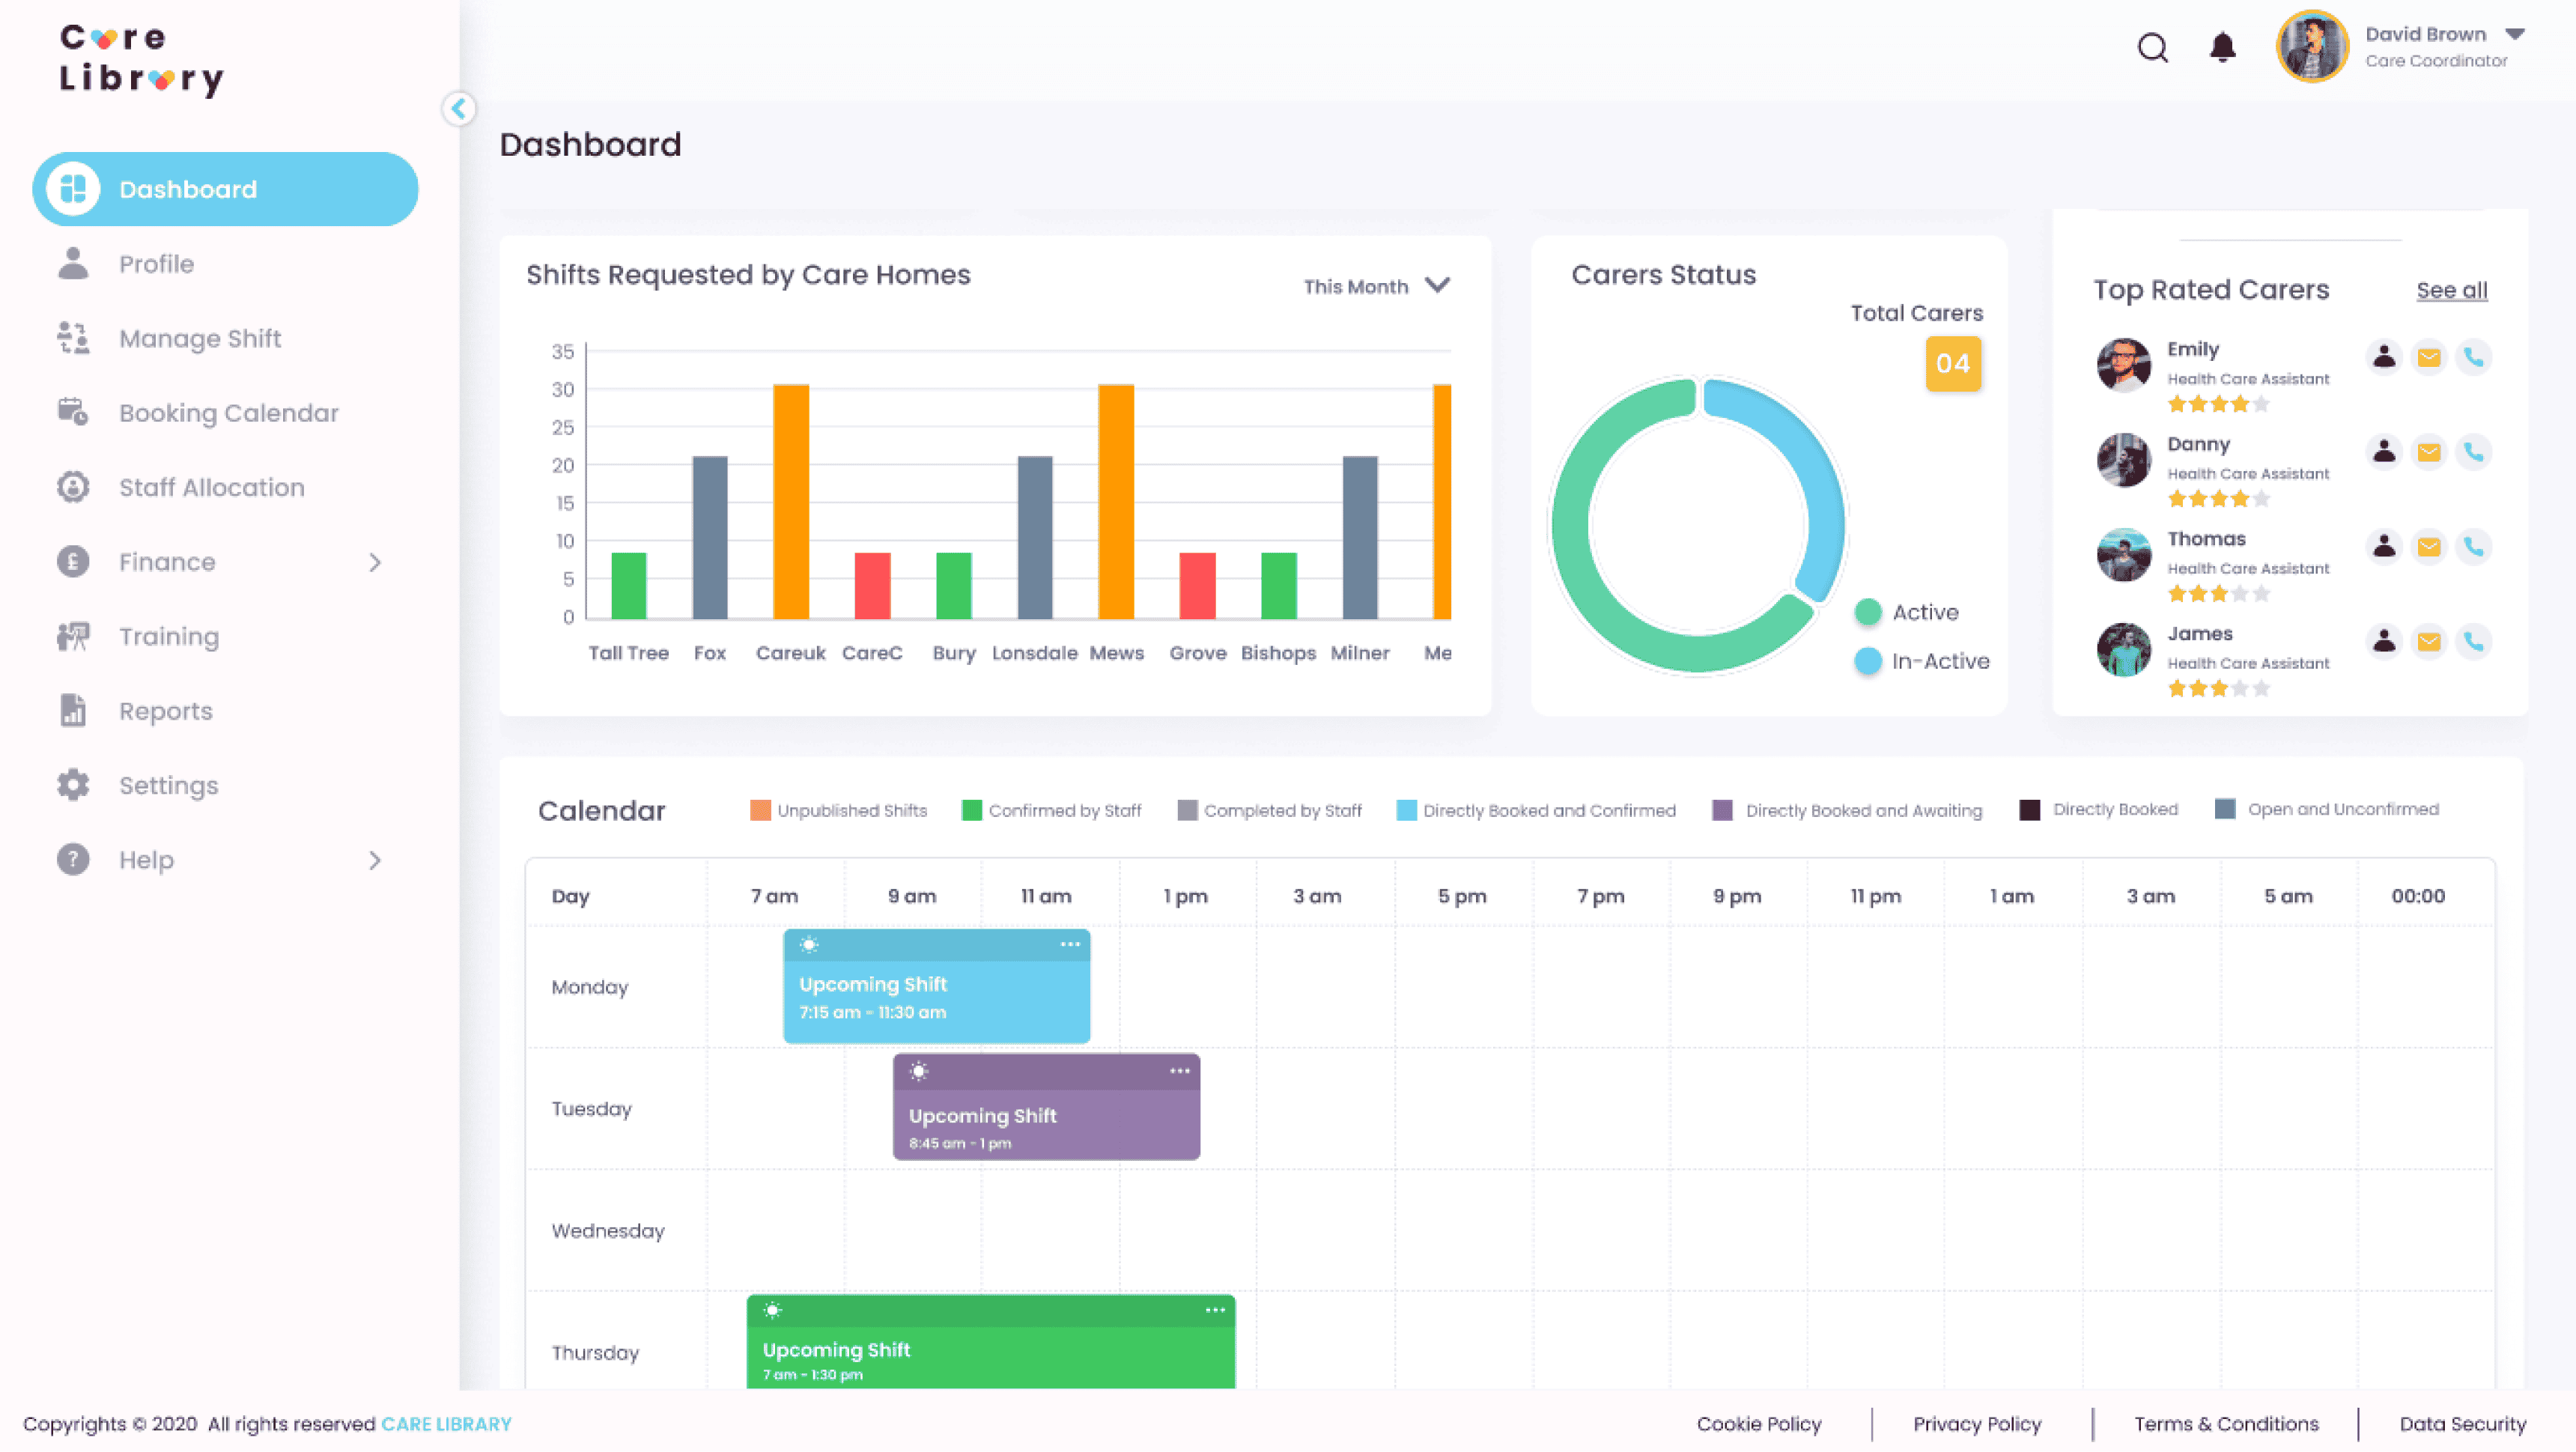 Care
Library
David Brown
Care Coordinator
Dashboard
Dashboard
Profile
Manage Shift
Booking Calendar
Staff Allocation
Finance
Training
Reports
Settings
Help
Shifts Requested by Care Homes
This Month
35
30
25
20
15
10
5
0
Tall Tree Fox Careuk CareC Bury Lonsdale Mews Grove Bishops Milner Me
Carers Status
Total Carers
04
Active
In-Active
Top Rated Carers See all
Emily
Health Care Assistant
Danny
Health Care Assistant
Thomas
Health Care Assistant
James
Health Care Assistant
Calendar Unpublished Shifts Confirmed by Staff Completed by Staff Directly Booked and Confirmed Directly Booked and Awaiting Directly Booked Open and Unconfirmed
Day 7 am 9 am 11 am 1 pm 3 am 5 pm 7 pm 9 pm 11 pm 1 am 3 am 5 am 00:00
Monday
Upcoming Shift
7:15 am - 11:30 am
Tuesday
Upcoming Shift
8:45 am - 1 pm
Wednesday
Thursday
Upcoming Shift
7 am - 1:30 pm
Copyrights © 2020 All rights reserved CARE LIBRARY
Cookie Policy Privacy Policy Terms & Conditions Data Security